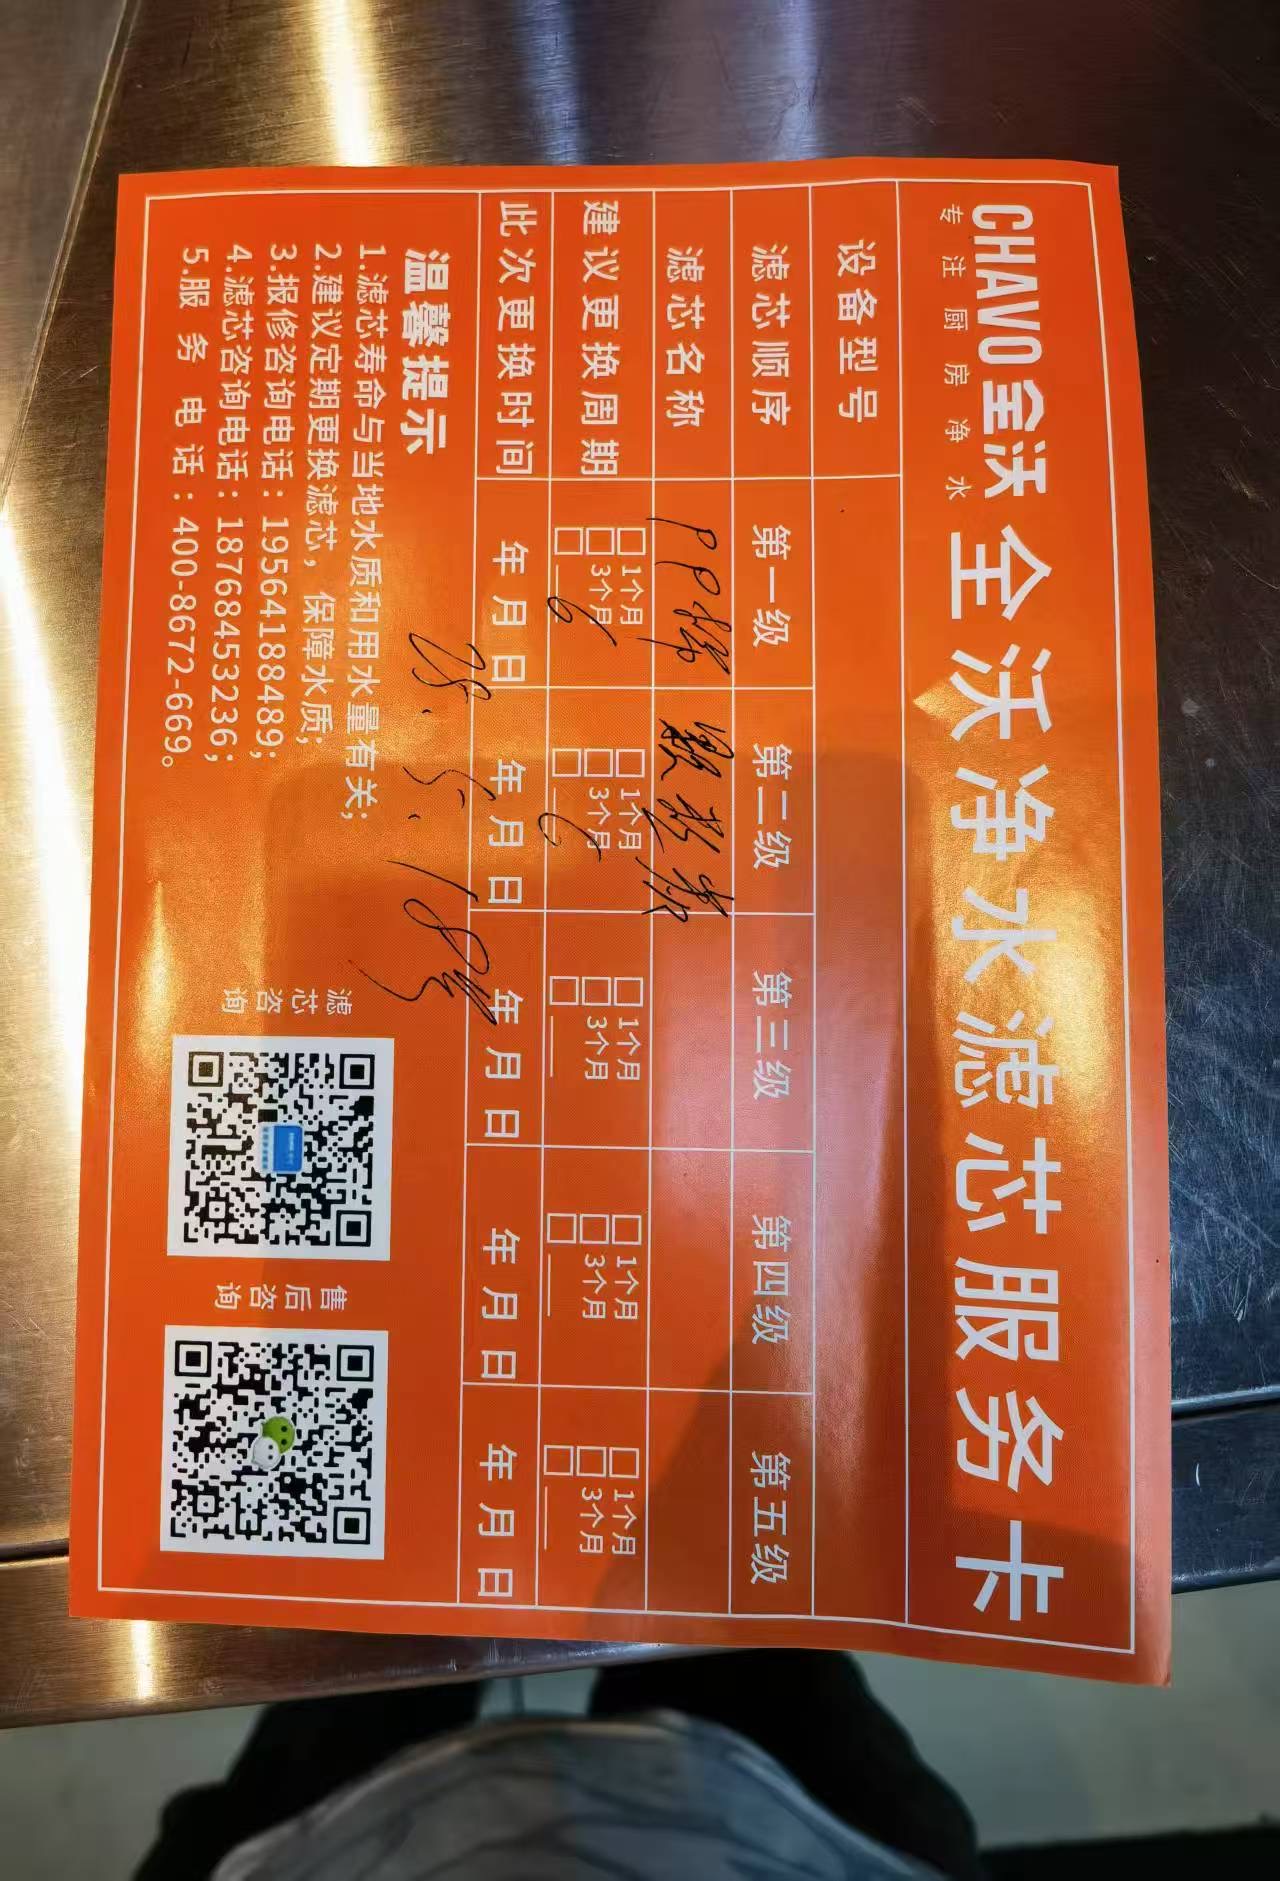 CHAVO全沃 全沃净水滤芯服务卡
专注厨房净水
设备型号
滤芯顺序 第一级 第二级 第三级 第四级 第五级
滤芯名称 PP棉
建议更换周期 1个月 3个月 6 1个月 3个月 6 1个月 3个月 1个月 3个月 1个月 3个月
此次更换时间 年月日 年月日 年月日 年月日 年月日
温馨提示
1.滤芯寿命与当地水质和用水量有关;
2.建议定期更换滤芯，保障水质;
3.报修咨询电话: 19564188489;
4.滤芯咨询电话: 18768453236;
5.服务电话: 400-8672-669。
滤芯咨询
售后咨询